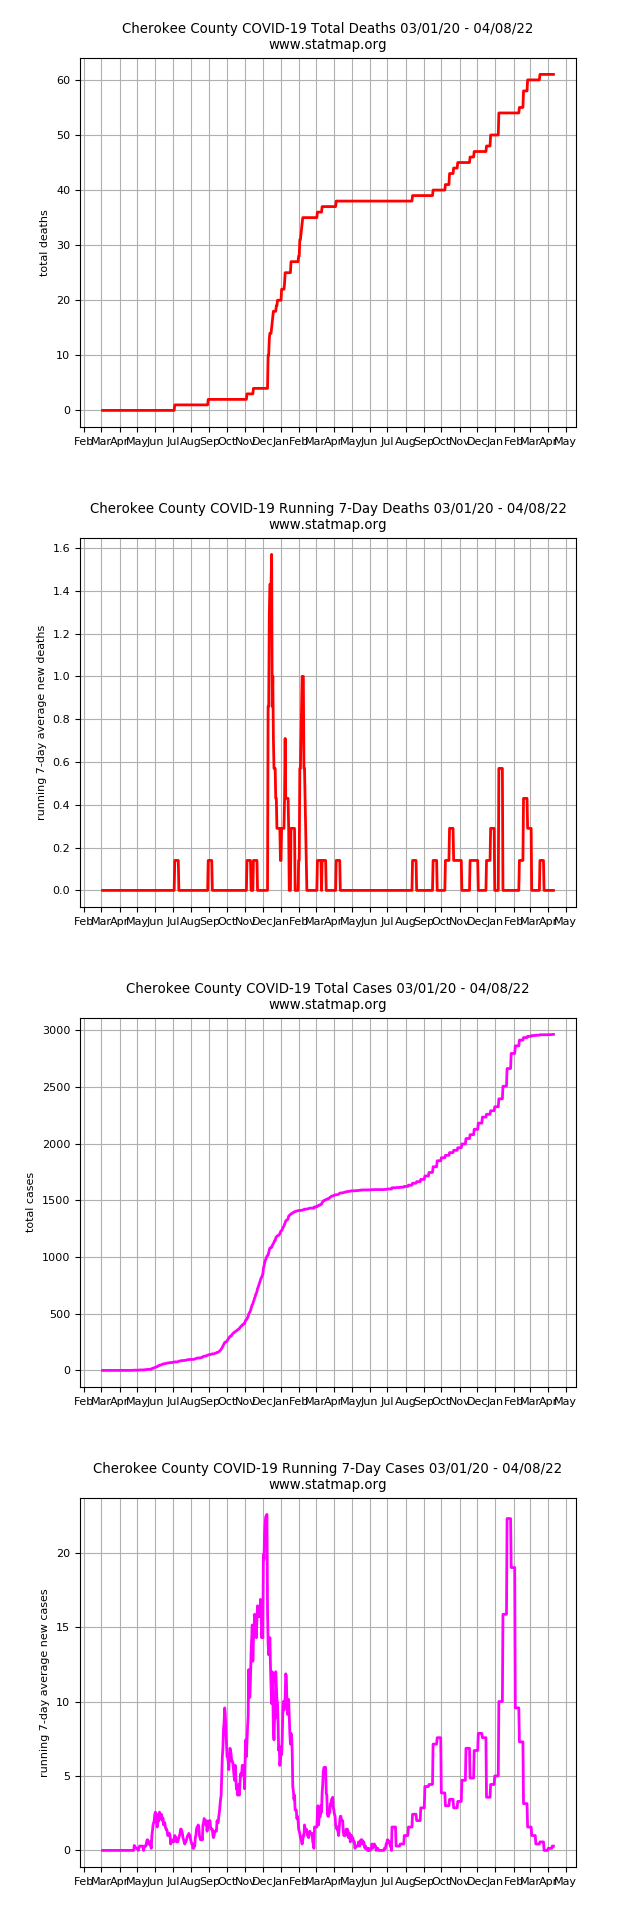 Cherokee County COVID-19 Total Deaths 03/01/20 - 04/08/22
www.statmap.org
total deaths
60
50
40
30
20
10
0
Feb Mar Apr May Jun Jul Aug Sep Oct Nov Dec Jan Feb Mar Apr May Jun Jul Aug Sep Oct Nov Dec Jan Feb Mar Apr May
Cherokee County COVID-19 Running 7-Day Deaths 03/01/20 - 04/08/22
www.statmap.org
running 7-day average new deaths
1.6
1.4
1.2
1.0
0.8
0.6
0.4
0.2
0.0
Feb Mar Apr May Jun Jul Aug Sep Oct Nov Dec Jan Feb Mar Apr May Jun Jul Aug Sep Oct Nov Dec Jan Feb Mar Apr May
Cherokee County COVID-19 Total Cases 03/01/20 - 04/08/22
www.statmap.org
total cases
3000
2500
2000
1500
1000
500
0
Feb Mar Apr May Jun Jul Aug Sep Oct Nov Dec Jan Feb Mar Apr May Jun Jul Aug Sep Oct Nov Dec Jan Feb Mar Apr May
Cherokee County COVID-19 Running 7-Day Cases 03/01/20 - 04/08/22
www.statmap.org
running 7-day average new cases
20
15
10
5
0
Feb Mar Apr May Jun Jul Aug Sep Oct Nov Dec Jan Feb Mar Apr May Jun Jul Aug Sep Oct Nov Dec Jan Feb Mar Apr May